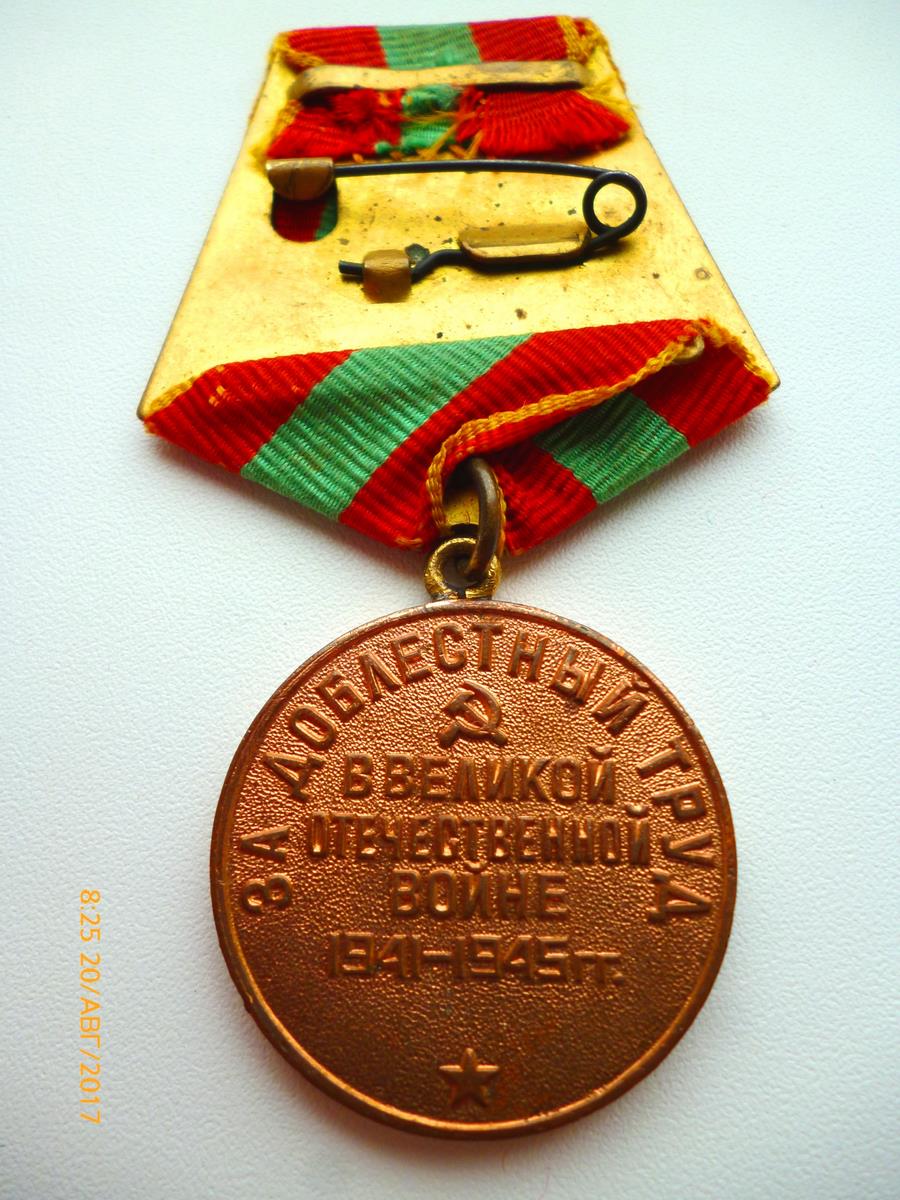 ЗА ДОБЛЕСТНЫЙ ТРУД
В ВЕЛИКОЙ
ОТЕЧЕСТВЕННОЙ
ВОЙНЕ
1941-1945 гг.
8:25 20/АВГ/2017